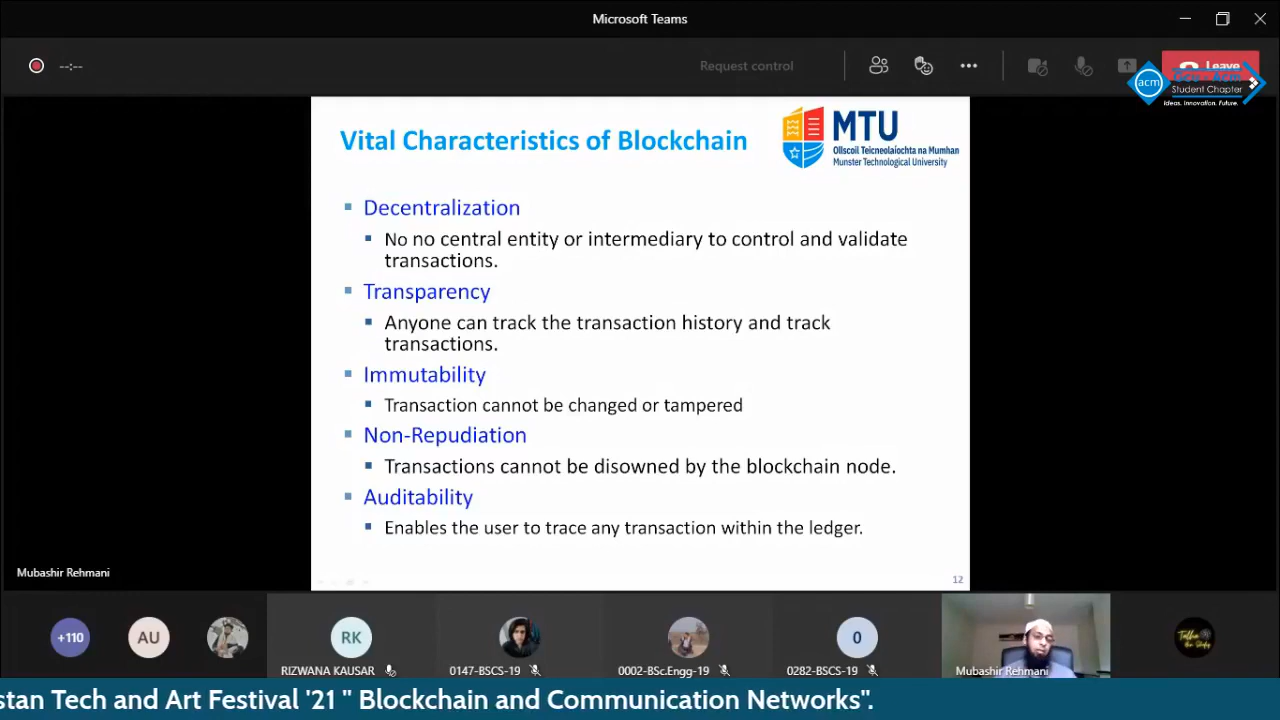 Microsoft Teams
--:--
Request control
Leave
acm
Student Chapter
Ideas. Innovation. Future.
Vital Characteristics of Blockchain
MTU
Ollscoil Teicneolaíochta na Mumhan
Munster Technological University
Decentralization
No no central entity or intermediary to control and validate
transactions.
Transparency
Anyone can track the transaction history and track
transactions.
Immutability
Transaction cannot be changed or tampered
Non-Repudiation
Transactions cannot be disowned by the blockchain node.
Auditability
Enables the user to trace any transaction within the ledger.
12
Mubashir Rehmani
+110
AU
RK
0
RIZWANA KAUSAR
0147-BSCS-19
0002-BSc.Engg-19
0282-BSCS-19
Mubashir Rehmani
stan Tech and Art Festival '21 " Blockchain and Communication Networks".